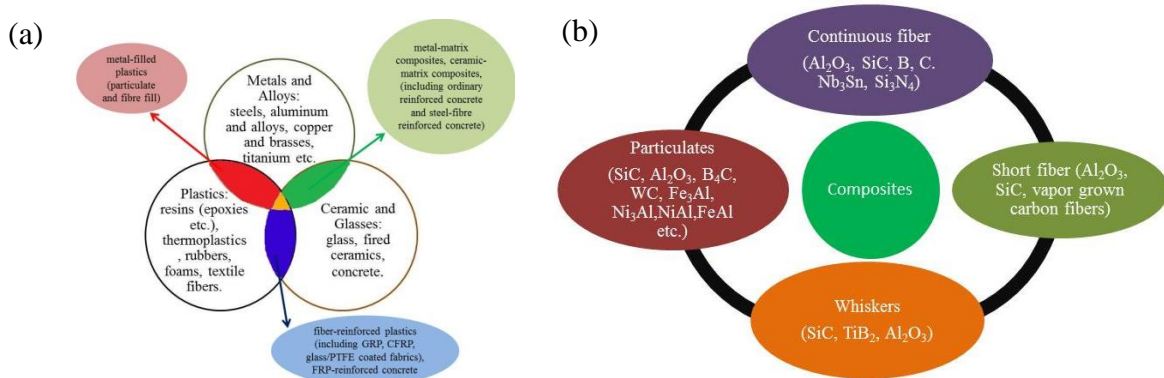 (a)
metal-filled
plastics
(particulate
and fibre fill)
Metals and
Alloys:
steels, aluminum
and alloys, copper
and brasses,
titanium etc.
metal-matrix
composites, ceramic-
matrix composites,
(including ordinary
reinforced concrete
and steel-fibre
reinforced concrete)
Plastics:
resins (epoxies
etc.),
thermoplastics
, rubbers,
foams, textile
fibers.
Ceramic and
Glasses:
glass, fired
ceramics,
concrete.
fiber-reinforced plastics
(including GRP, CFRP,
glass/PTFE coated fabrics),
FRP-reinforced concrete
(b)
Continuous fiber
(Al₂O₃, SiC, B, C.
Nb₃Sn, Si₃N₄)
Particulates
(SiC, Al₂O₃, B₄C,
WC, Fe₃Al,
Ni₃Al,NiAl,FeAl
etc.)
Composites
Short fiber (Al₂O₃,
SiC, vapor grown
carbon fibers)
Whiskers
(SiC, TiB₂, Al₂O₃)